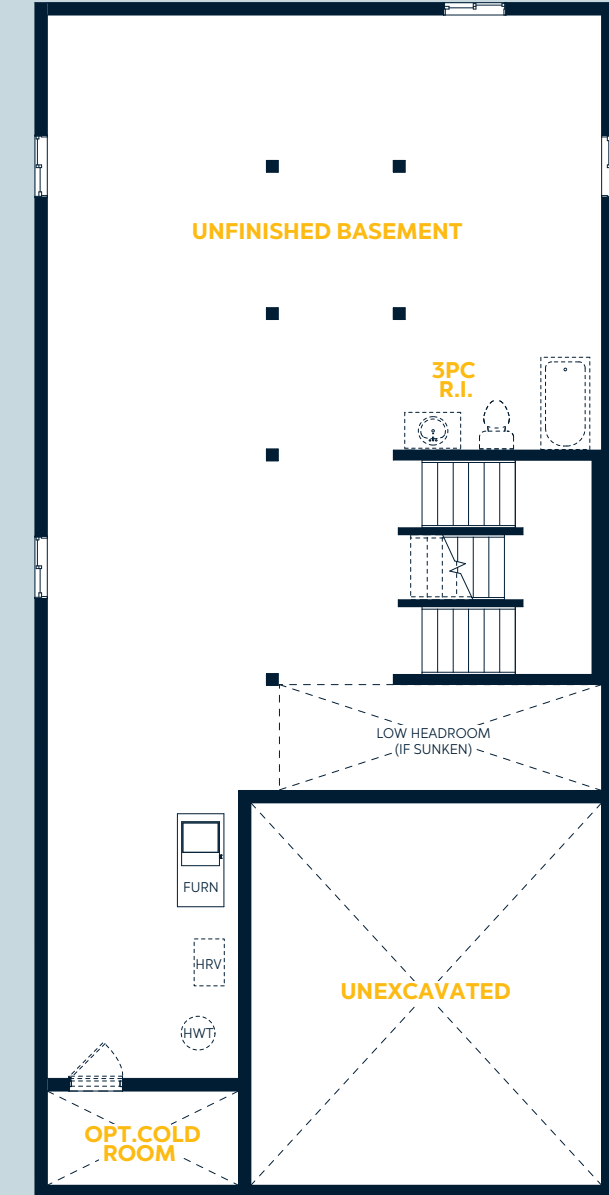 UNFINISHED BASEMENT
3PC
R.I.
LOW HEADROOM
(IF SUNKEN)
FURN
HRV
UNEXCAVATED
HWT
OPT.COLD
ROOM